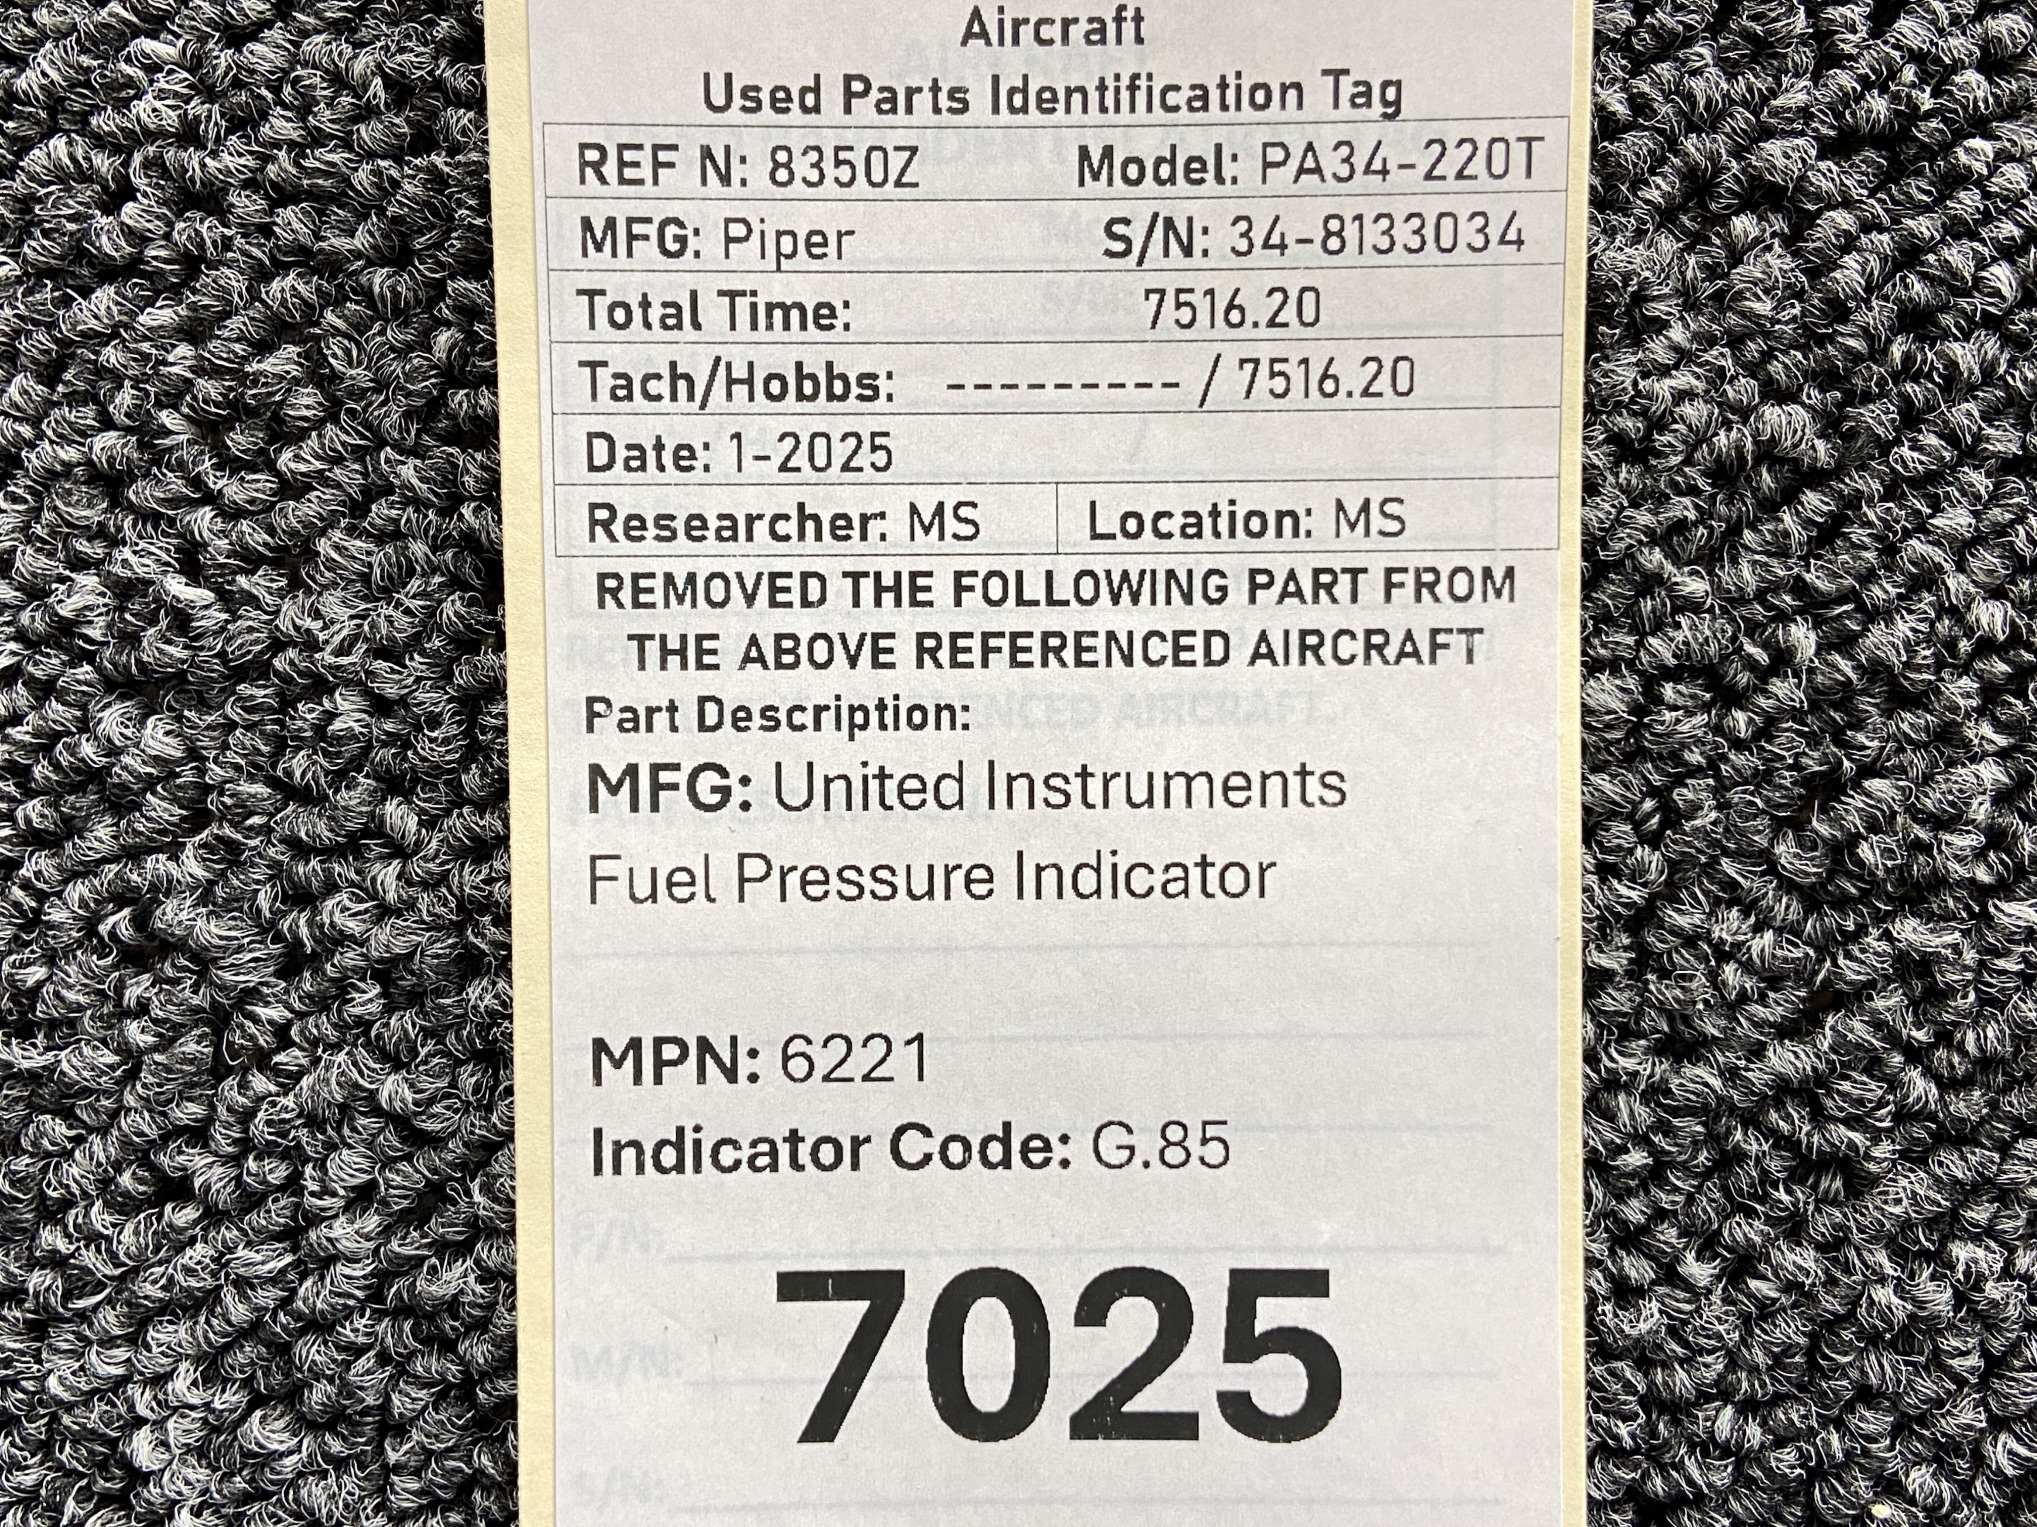 Aircraft
Used Parts Identification Tag
REF N: 8350Z Model: PA34-220T
MFG: Piper S/N: 34-8133034
Total Time: 7516.20
Tach/Hobbs: --------- / 7516.20
Date: 1-2025
Researcher: MS Location: MS
REMOVED THE FOLLOWING PART FROM
THE ABOVE REFERENCED AIRCRAFT
Part Description:
MFG: United Instruments
Fuel Pressure Indicator
MPN: 6221
Indicator Code: G.85
P/N:
7025
M/N:
S/N: